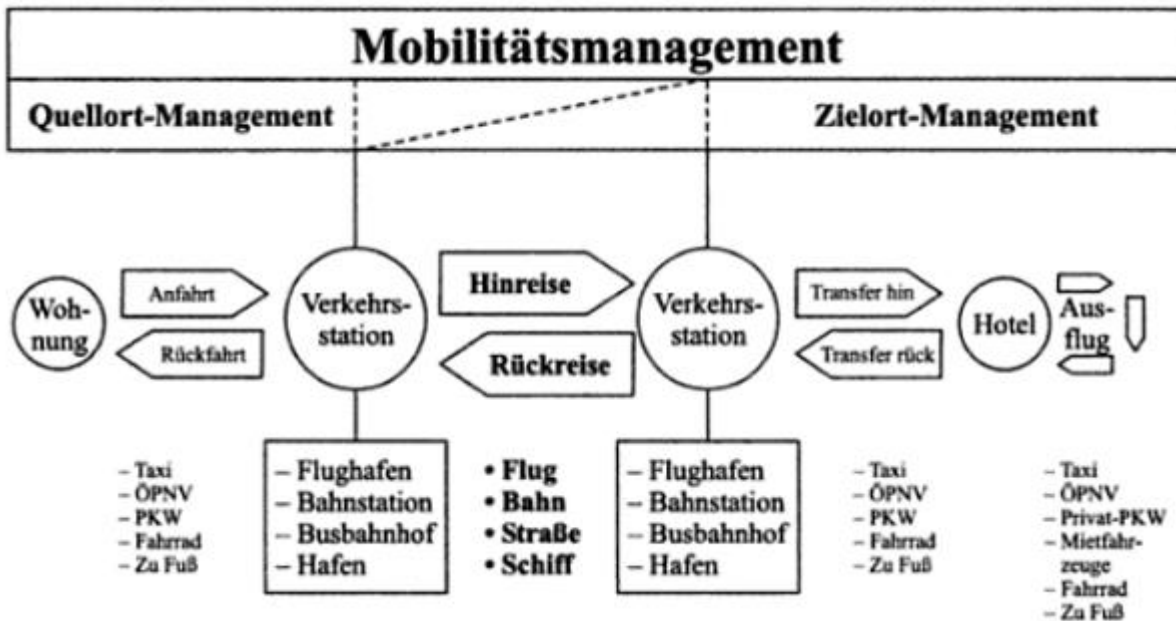 Mobilitätsmanagement
Quellort-Management
Zielort-Management
Woh-
nung
Anfahrt
Rückfahrt
Verkehrs-
station
Hinreise
Rückreise
Verkehrs-
station
Transfer hin
Transfer rück
Hotel
Aus-
flug
– Taxi
– ÖPNV
– PKW
– Fahrrad
– Zu Fuß
– Flughafen
– Bahnstation
– Busbahnhof
– Hafen
• Flug
• Bahn
• Straße
• Schiff
– Flughafen
– Bahnstation
– Busbahnhof
– Hafen
– Taxi
– ÖPNV
– PKW
– Fahrrad
– Zu Fuß
– Taxi
– ÖPNV
– Privat-PKW
– Mietfahr-
zeuge
– Fahrrad
– Zu Fuß